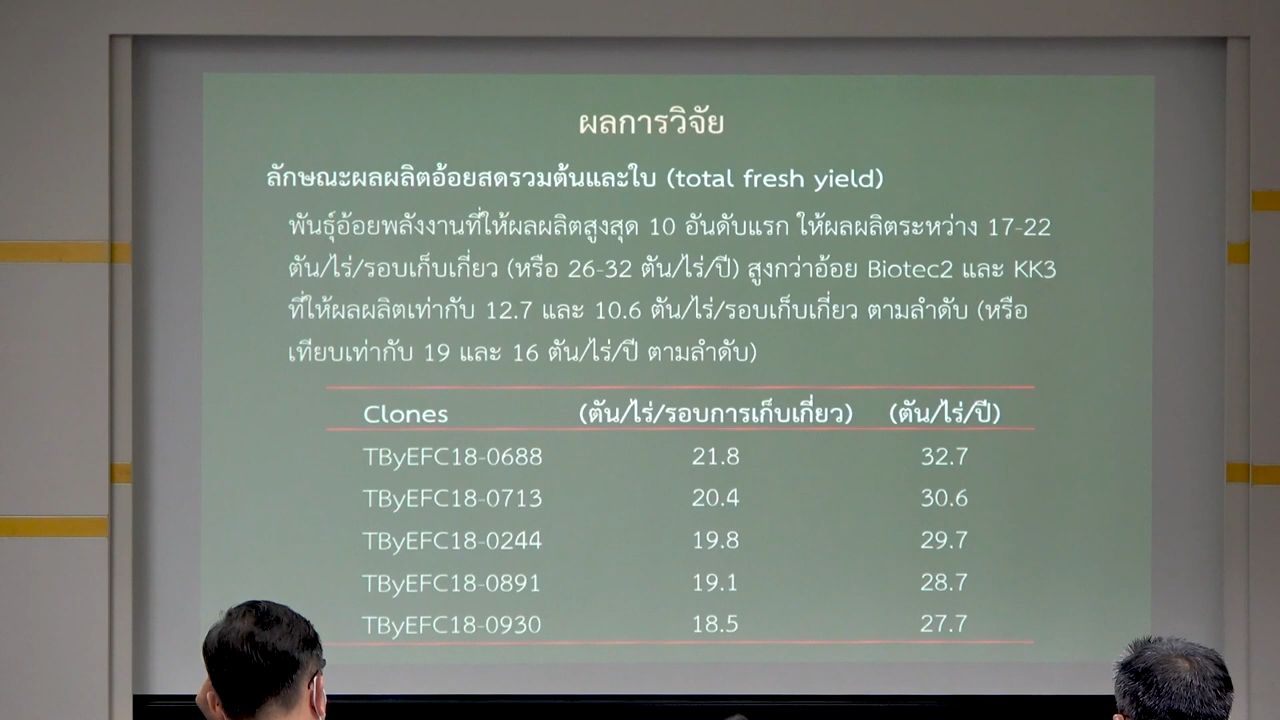 ผลการวิจัย
ลักษณะผลผลิตอ้อยสดรวมต้นและใบ (total fresh yield)
พันธุ์อ้อยพลังงานที่ให้ผลผลิตสูงสุด 10 อันดับแรก ให้ผลผลิตระหว่าง 17-22
ตัน/ไร่/รอบเก็บเกี่ยว (หรือ 26-32 ตัน/ไร่/ปี) สูงกว่าอ้อย Biotec2 และ KK3
ที่ให้ผลผลิตเท่ากับ 12.7 และ 10.6 ตัน/ไร่/รอบเก็บเกี่ยว ตามลำดับ (หรือ
เทียบเท่ากับ 19 และ 16 ตัน/ไร่/ปี ตามลำดับ)
Clones (ตัน/ไร่/รอบการเก็บเกี่ยว) (ตัน/ไร่/ปี)
TByEFC18-0688 21.8 32.7
TByEFC18-0713 20.4 30.6
TByEFC18-0244 19.8 29.7
TByEFC18-0891 19.1 28.7
TByEFC18-0930 18.5 27.7